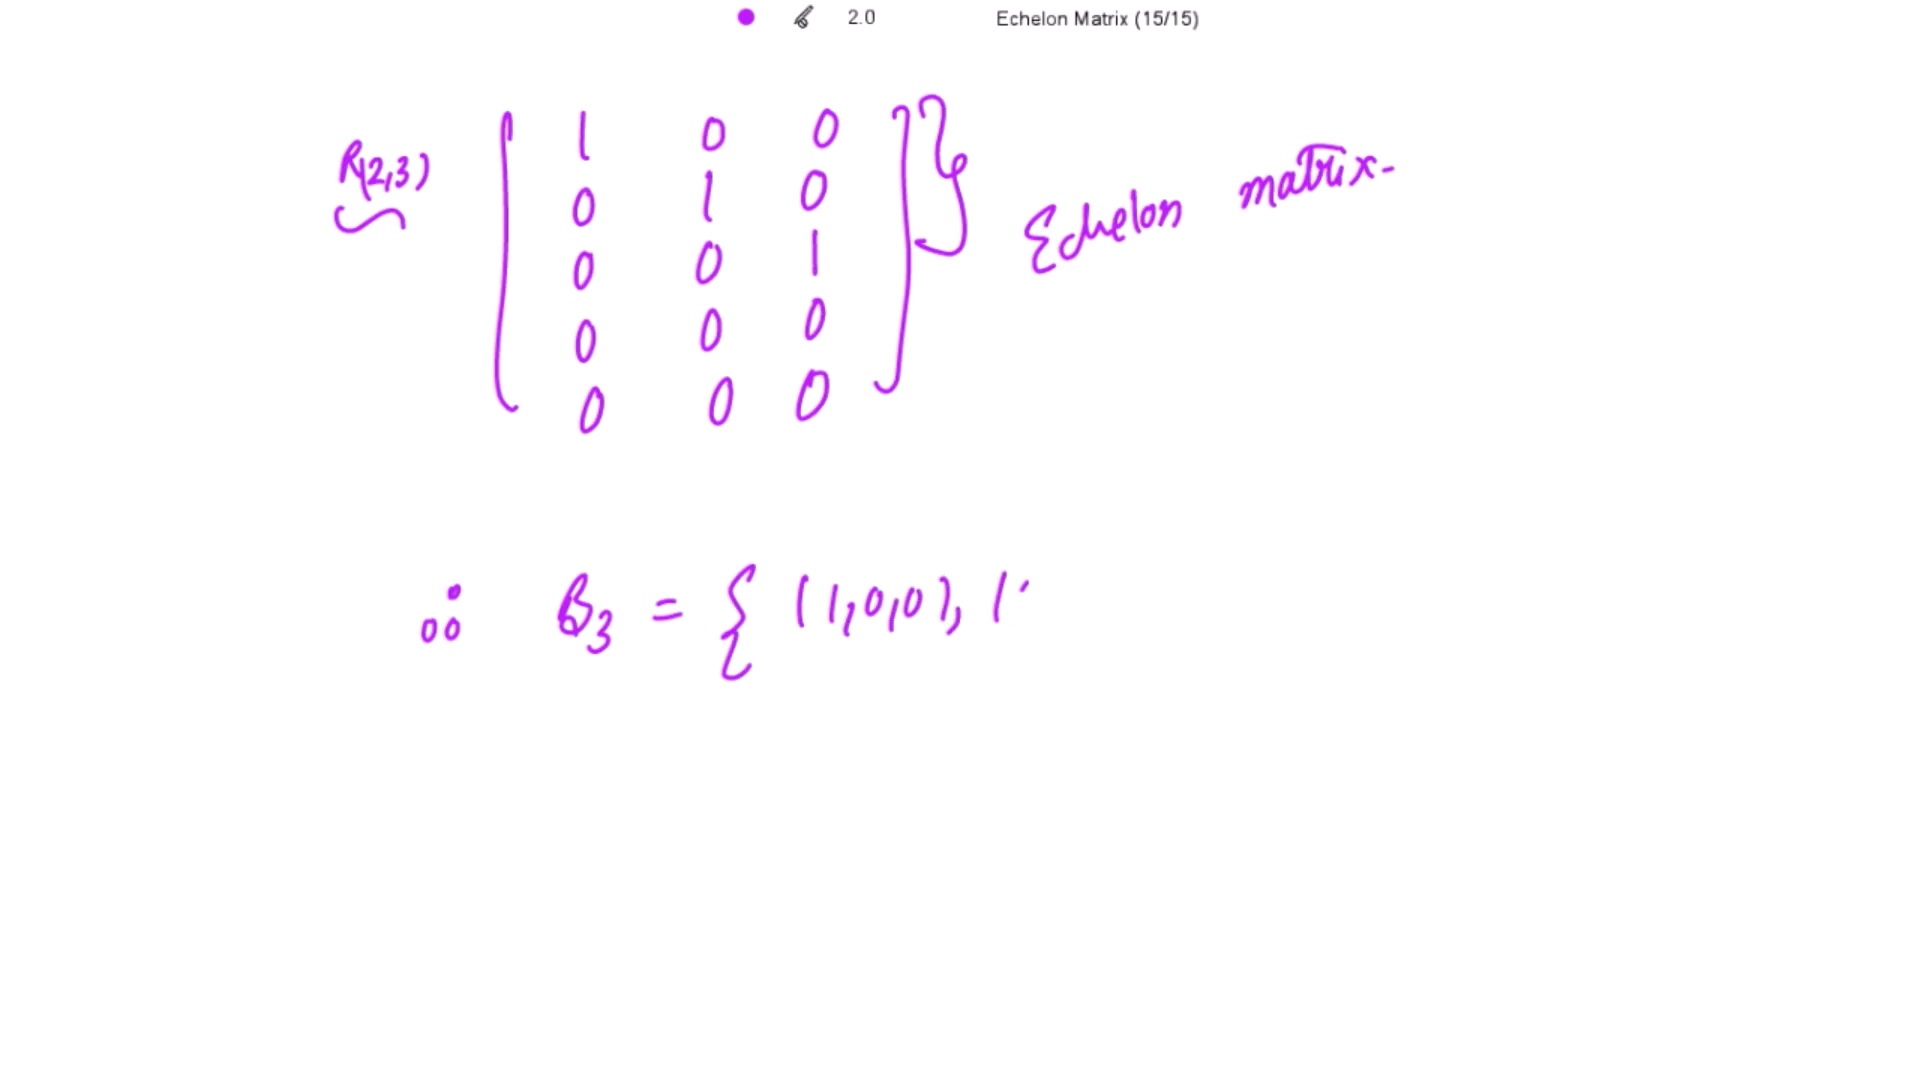 2.0 Echelon Matrix (15/15)
R(2,3)
1 0 0
0 1 0
0 0 1
0 0 0
0 0 0
Echelon matrix-
∴ B3 = { (1,0,0), (